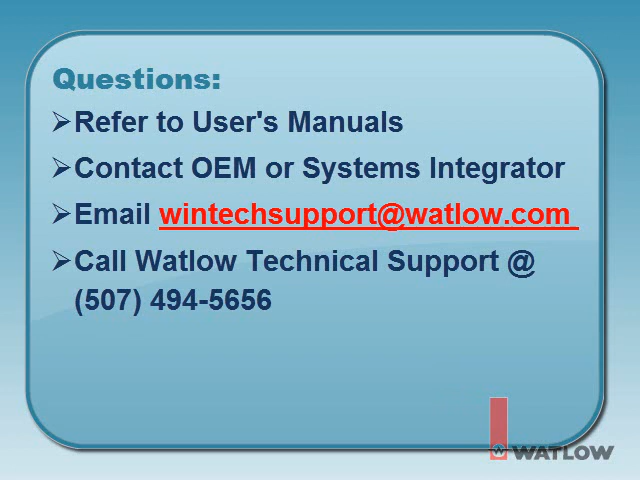 Questions:
➢Refer to User's Manuals
➢Contact OEM or Systems Integrator
➢Email wintechsupport@watlow.com
➢Call Watlow Technical Support @
(507) 494-5656
WATLOW